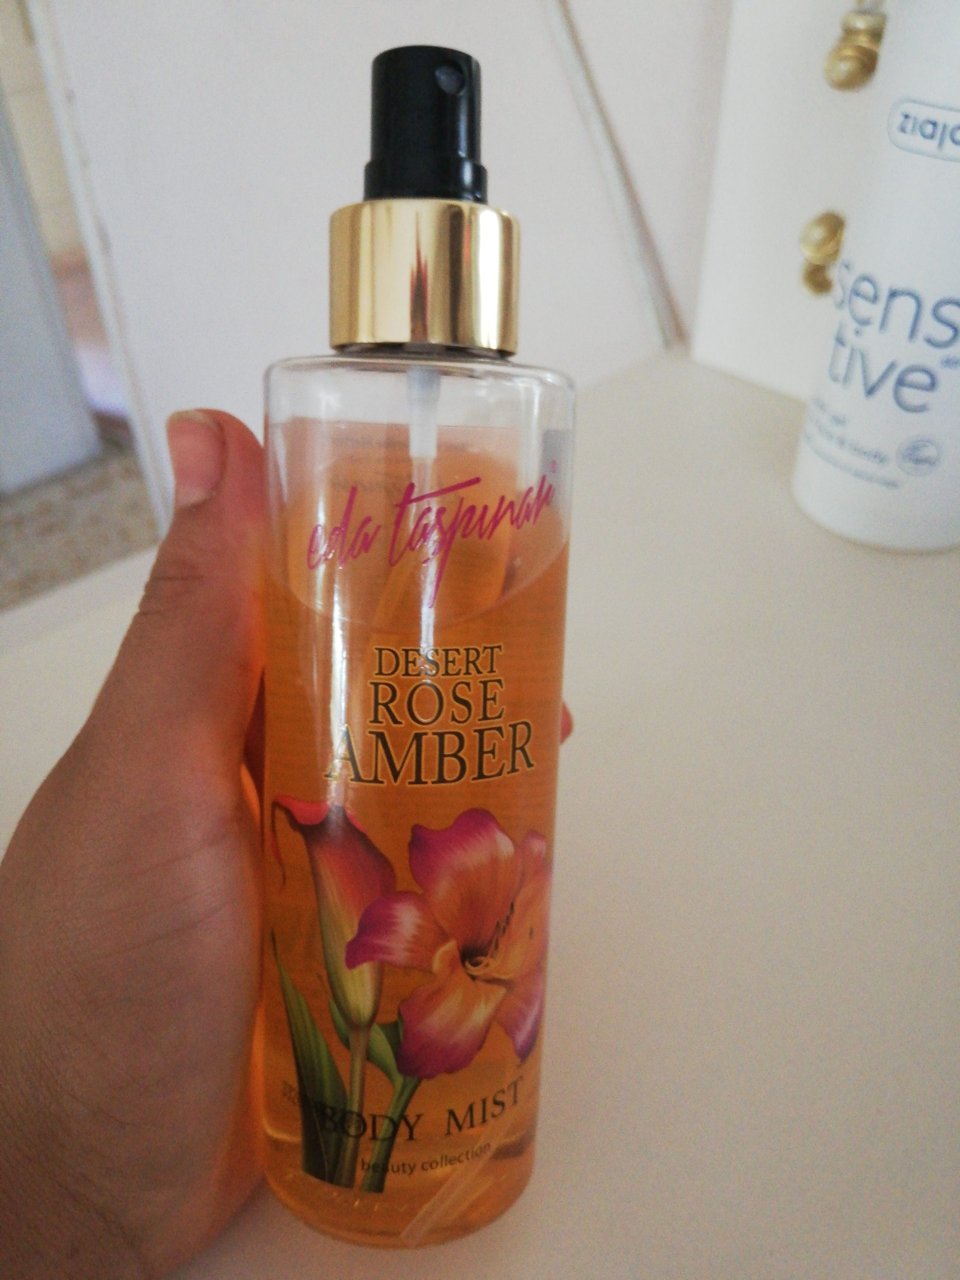 eda taşpınar®
DESERT
ROSE
AMBER
BODY MIST
beauty collection
ziaja
sens
tive